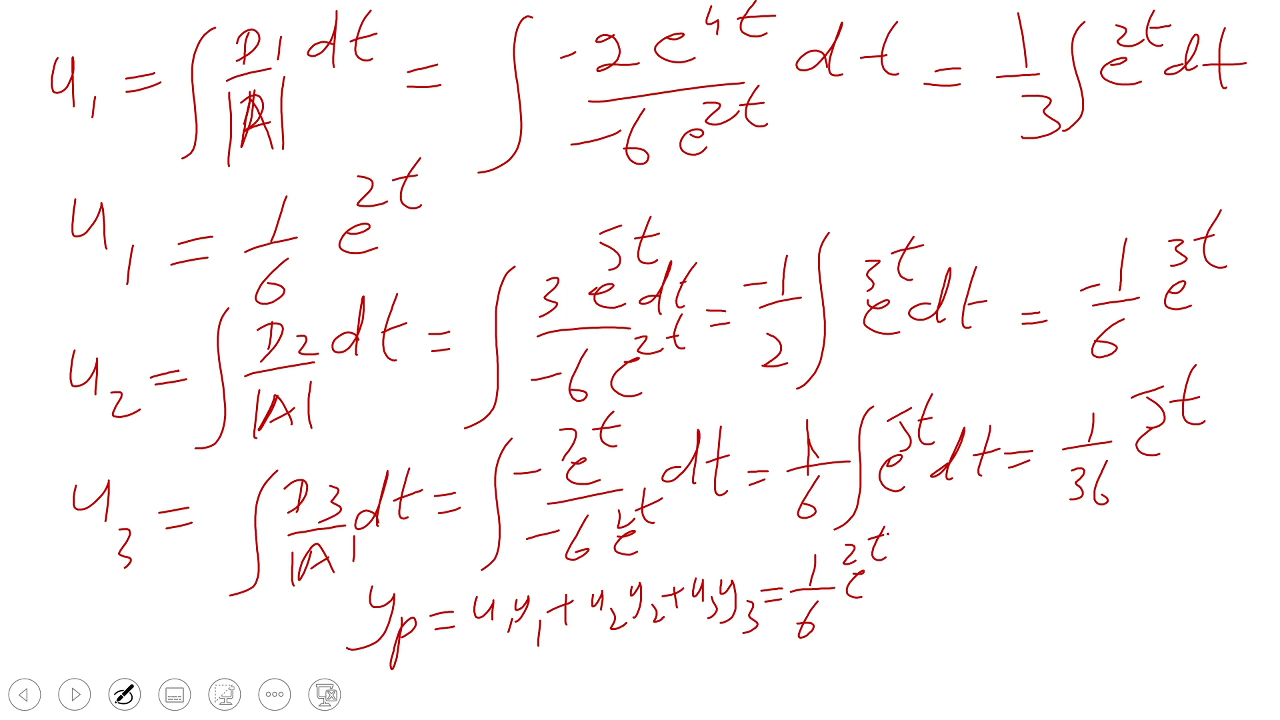 u₁ = ∫ D1/|A| dt = ∫ -2e^4t / -6e^2t dt = 1/3 ∫ e^2t dt
u₁ = 1/6 e^2t
u₂ = ∫ D2/|A| dt = ∫ 3e^5t dt / -6e^2t = -1/2 ∫ e^3t dt = -1/6 e^3t
u₃ = ∫ D3/|A| dt = ∫ - e^7t / -6e^2t dt = 1/6 ∫ e^5t dt = 1/36 e^5t
yp = u₁y₁ + u₂y₂ + u₃y₃ = 1/6 e^2t